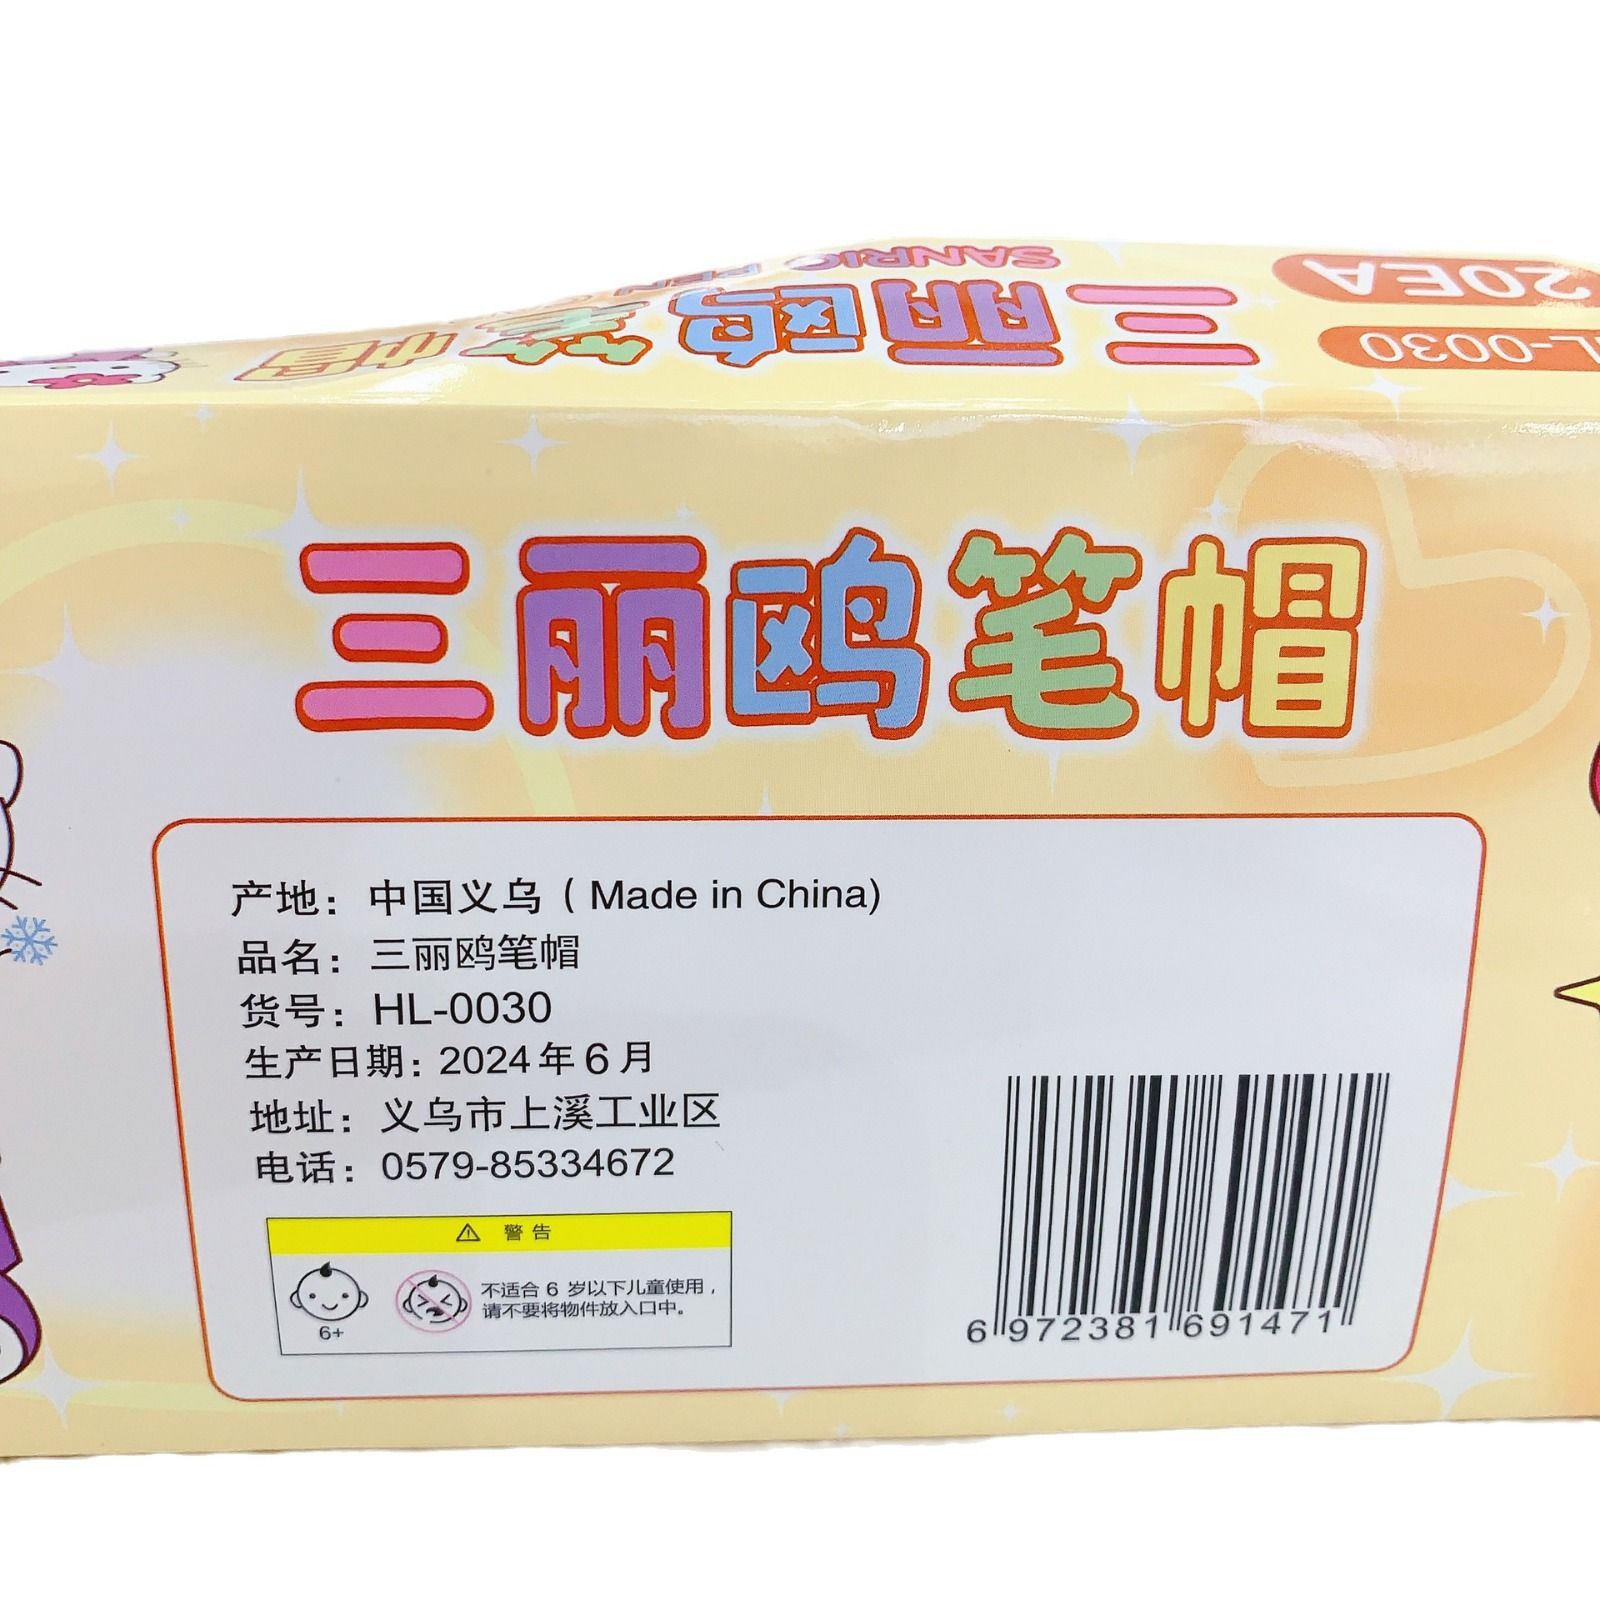 20EA
HL-0030
SANRIO PEN
三丽鸥笔帽
三丽鸥笔帽
产地：中国义乌（Made in China)
品名：三丽鸥笔帽
货号：HL-0030
生产日期：2024年6月
地址：义乌市上溪工业区
电话：0579-85334672
警告
6+
不适合 6 岁以下儿童使用，
请不要将物件放入口中。
6 972381 691471